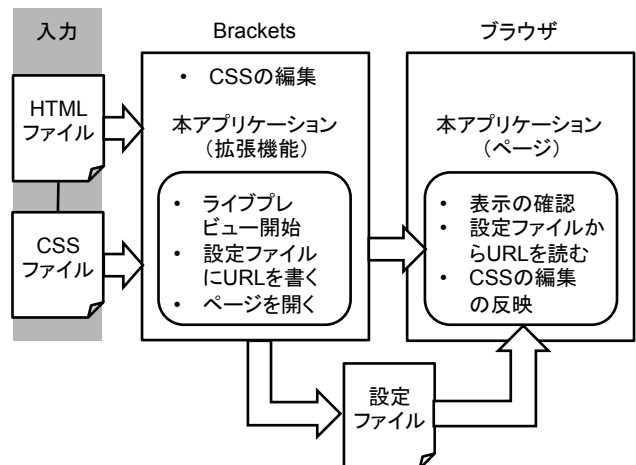 入力
HTML
ファイル
CSS
ファイル
Brackets
• CSSの編集
本アプリケーション
（拡張機能）
• ライブプレ
ビュー開始
• 設定ファイル
にURLを書く
• ページを開く
ブラウザ
本アプリケーション
（ページ）
• 表示の確認
• 設定ファイルか
らURLを読む
• CSSの編集
の反映
設定
ファイル